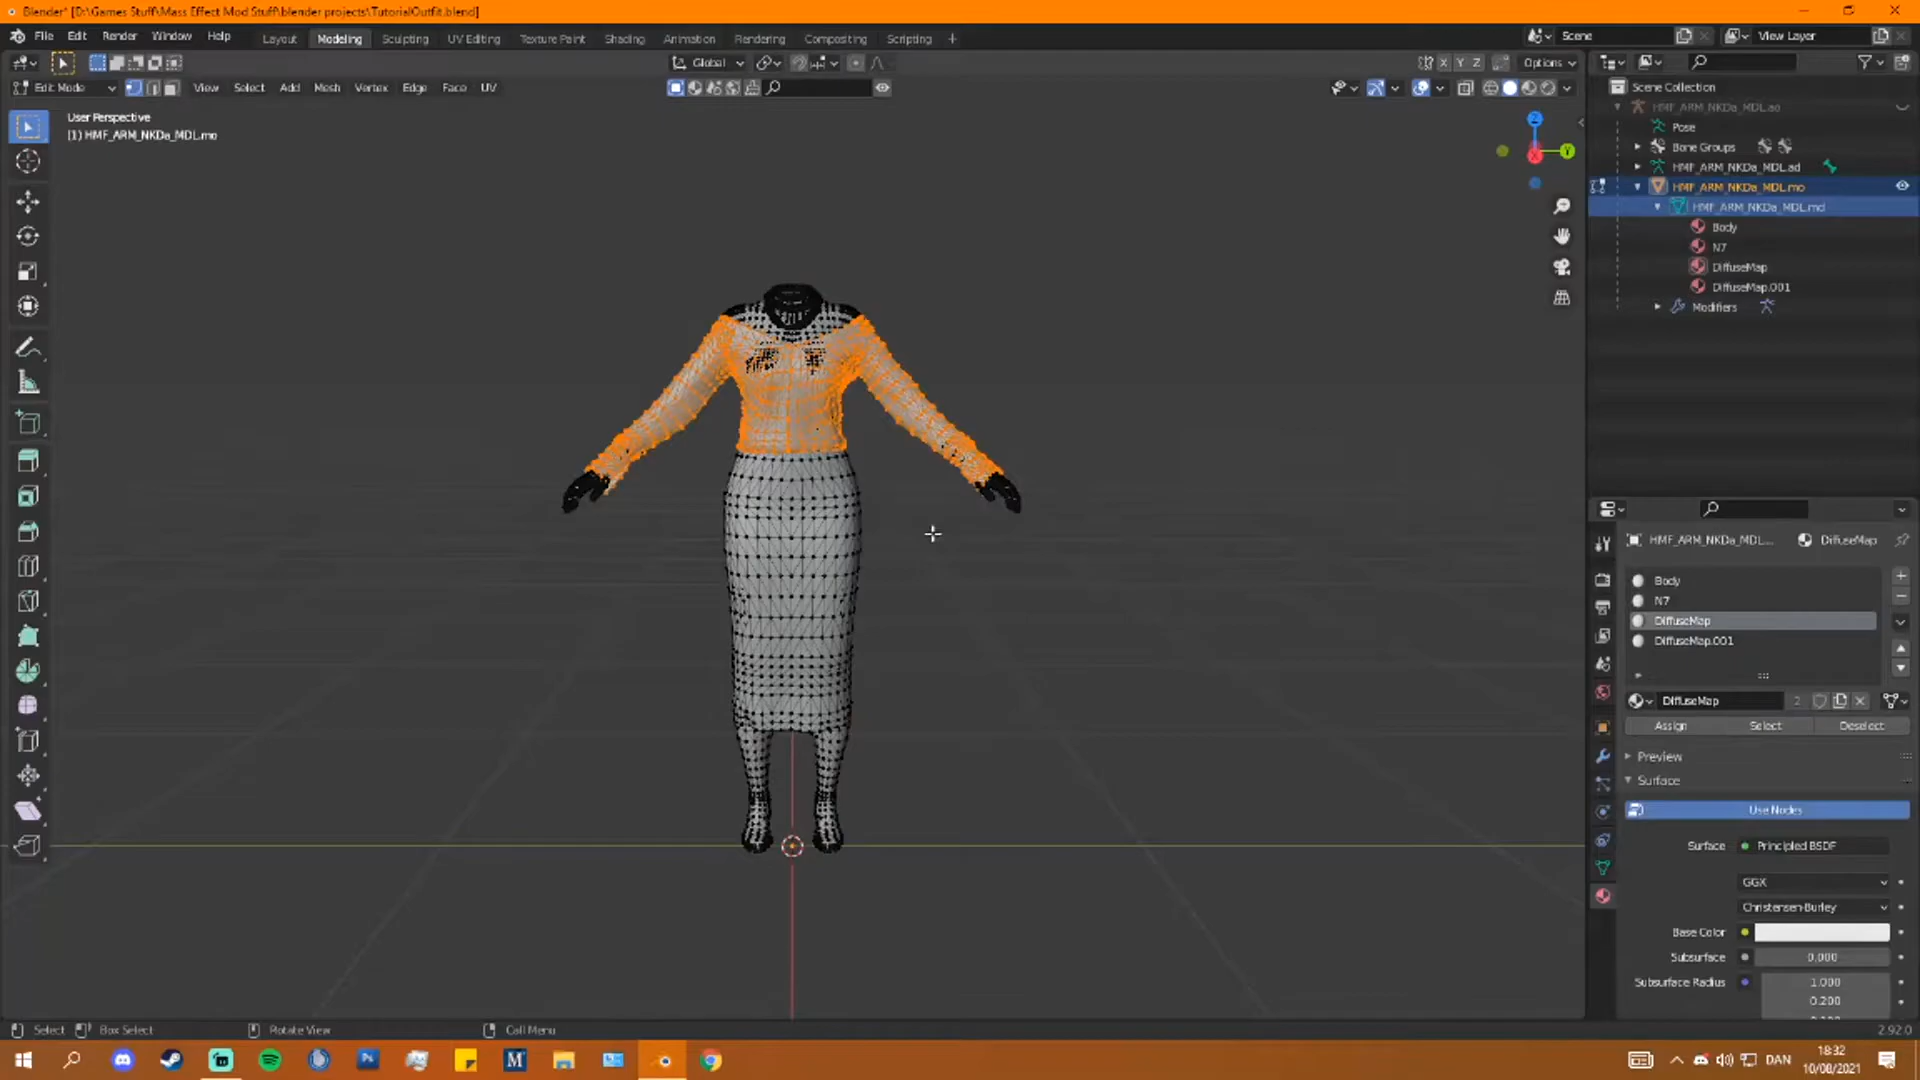 Blender* [D:\Games Stuff\Mass Effect Mod Stuff\blender projects\TutorialOutfit.blend]
File Edit Render Window Help Layout Modeling Sculpting UV Editing Texture Paint Shading Animation Rendering Compositing Scripting + Scene View Layer
Global X Y Z Options
Edit Mode View Select Add Mesh Vertex Edge Face UV
Scene Collection
HMF_ARM_NKDa_MDL.ao
Pose
Bone Groups
HMF_ARM_NKDa_MDL.ad
HMF_ARM_NKDa_MDL.mo
HMF_ARM_NKDa_MDL.md
Body
N7
DiffuseMap
DiffuseMap.001
Modifiers
User Perspective
(1) HMF_ARM_NKDa_MDL.mo
Z
Y
X
HMF_ARM_NKDa_MDL... DiffuseMap
Body
N7
DiffuseMap
DiffuseMap.001
DiffuseMap 2
Assign Select Deselect
Preview
Surface
Use Nodes
Surface Principled BSDF
GGX
Christensen-Burley
Base Color
Subsurface 0.000
Subsurface Radius 1.000
0.200
Select Box Select Rotate View Call Menu 2.92.0
M DAN 18:32
10/08/2021